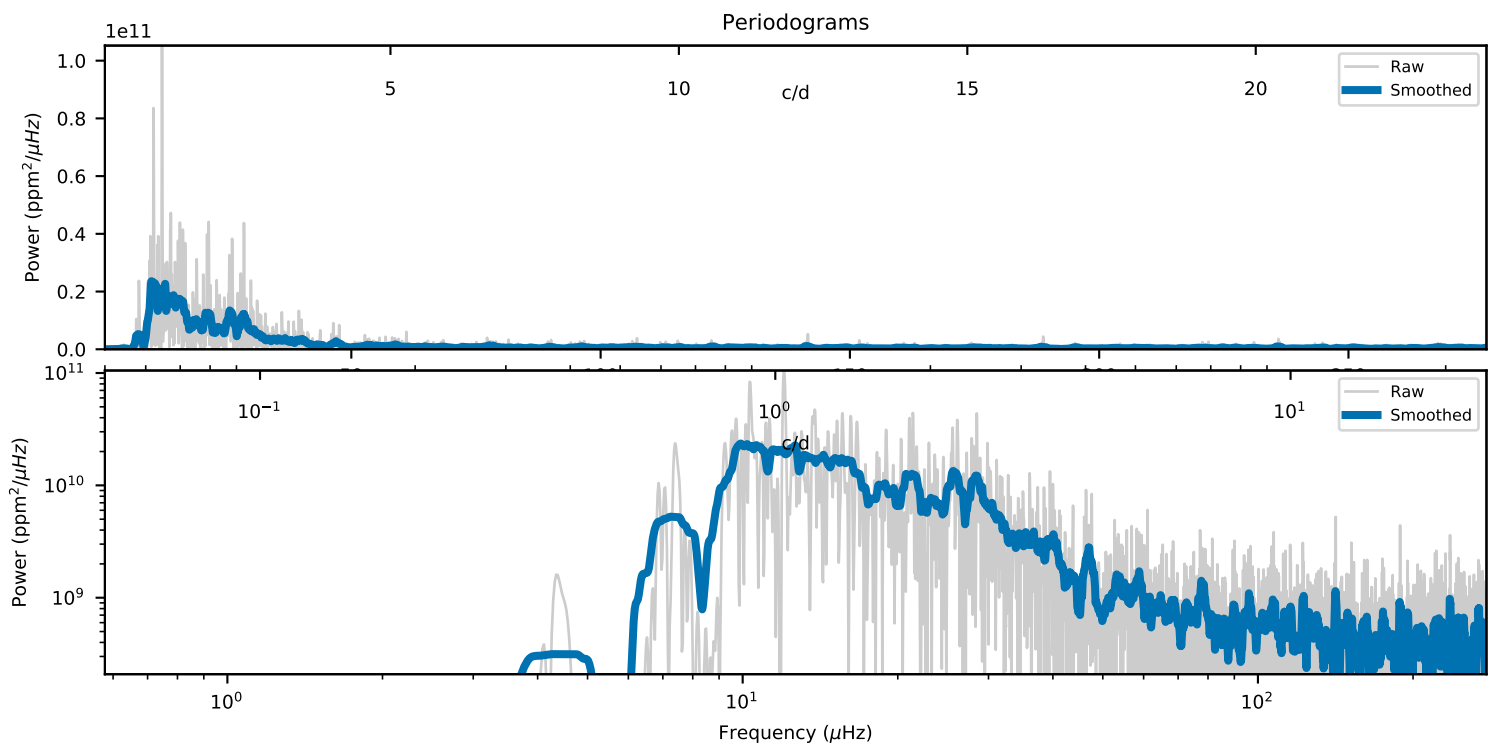 Periodograms
1e11
1.0
0.8
0.6
0.4
0.2
0.0
Power (ppm²/μHz)
5
10
15
20
c/d
Raw
Smoothed
10¹¹
10¹⁰
10⁹
Power (ppm²/μHz)
10⁻¹
10⁰
10¹
c/d
Raw
Smoothed
10⁰
10¹
10²
Frequency (μHz)